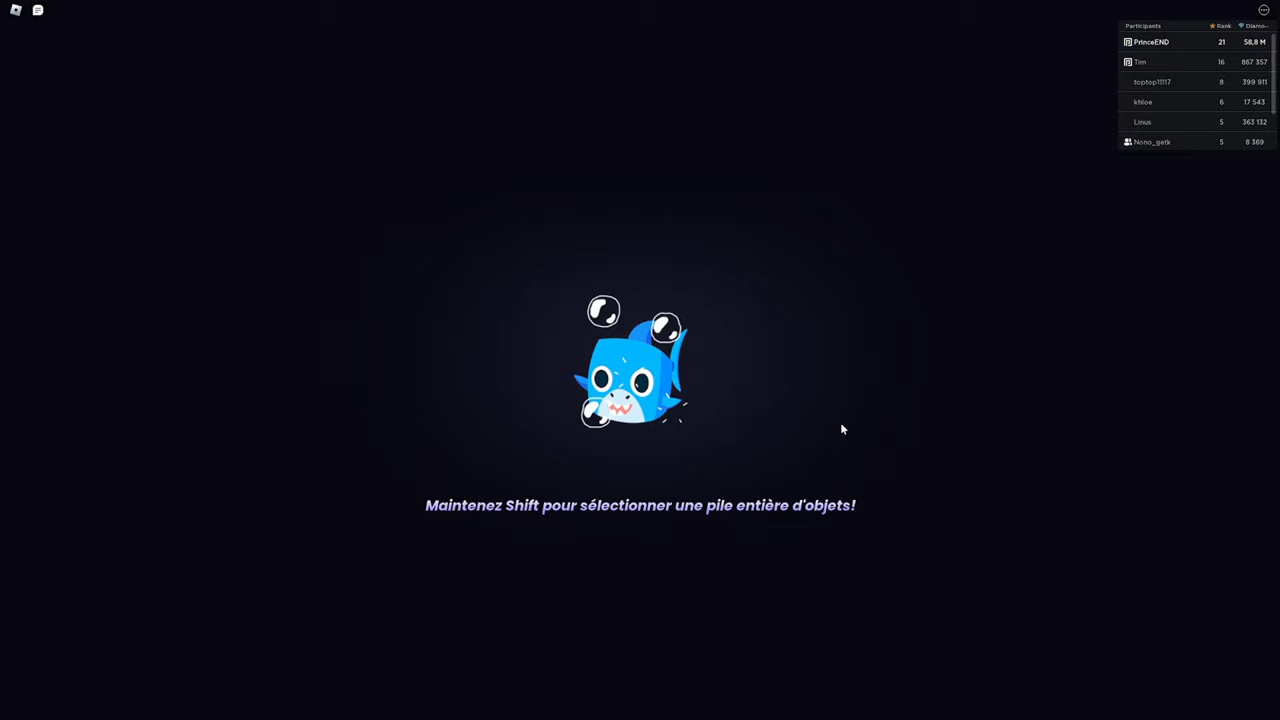 Participants Rank Diamo--
PrinceEND 21 58,8 M
Tim 16 867 357
toptop11117 8 399 911
khloe 6 17 543
Linus 5 363 132
Nono_getk 5 8 369
Maintenez Shift pour sélectionner une pile entière d'objets!